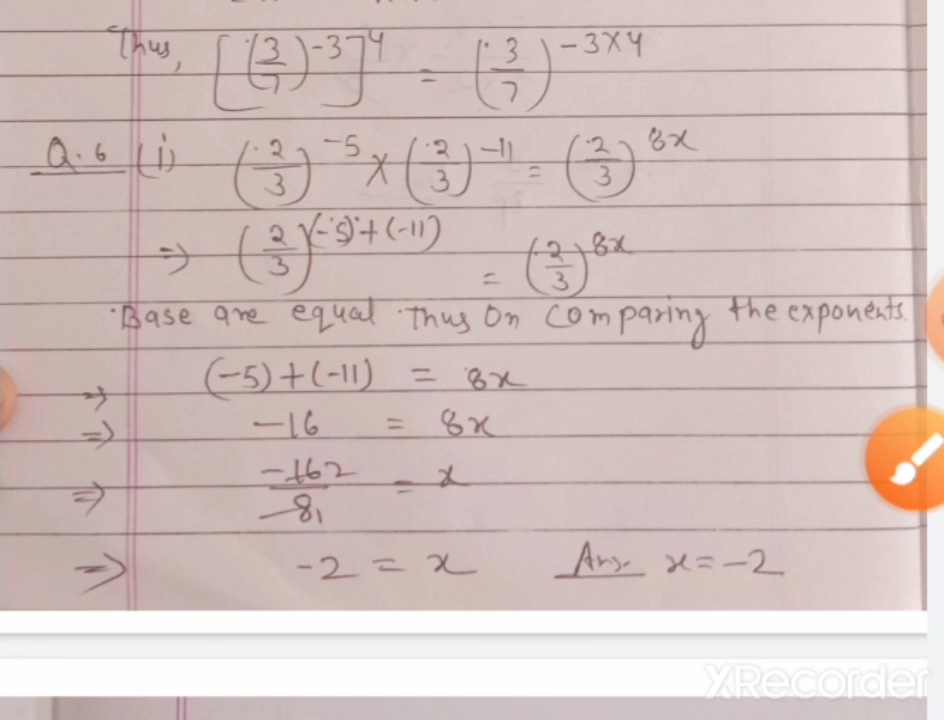 Thus, [(3/7)^-3]^4 = (3/7)^-3×4
Q.6 (i) (2/3)^-5 × (2/3)^-11 = (2/3)^8x
⇒ (2/3)^(-5)+(-11) = (2/3)^8x
Base are equal Thus On Comparing the exponents.
⇒ (-5)+(-11) = 8x
⇒ -16 = 8x
⇒ -16 2/-8 1 = x
⇒ -2 = x Ans. x=-2
XRecorder